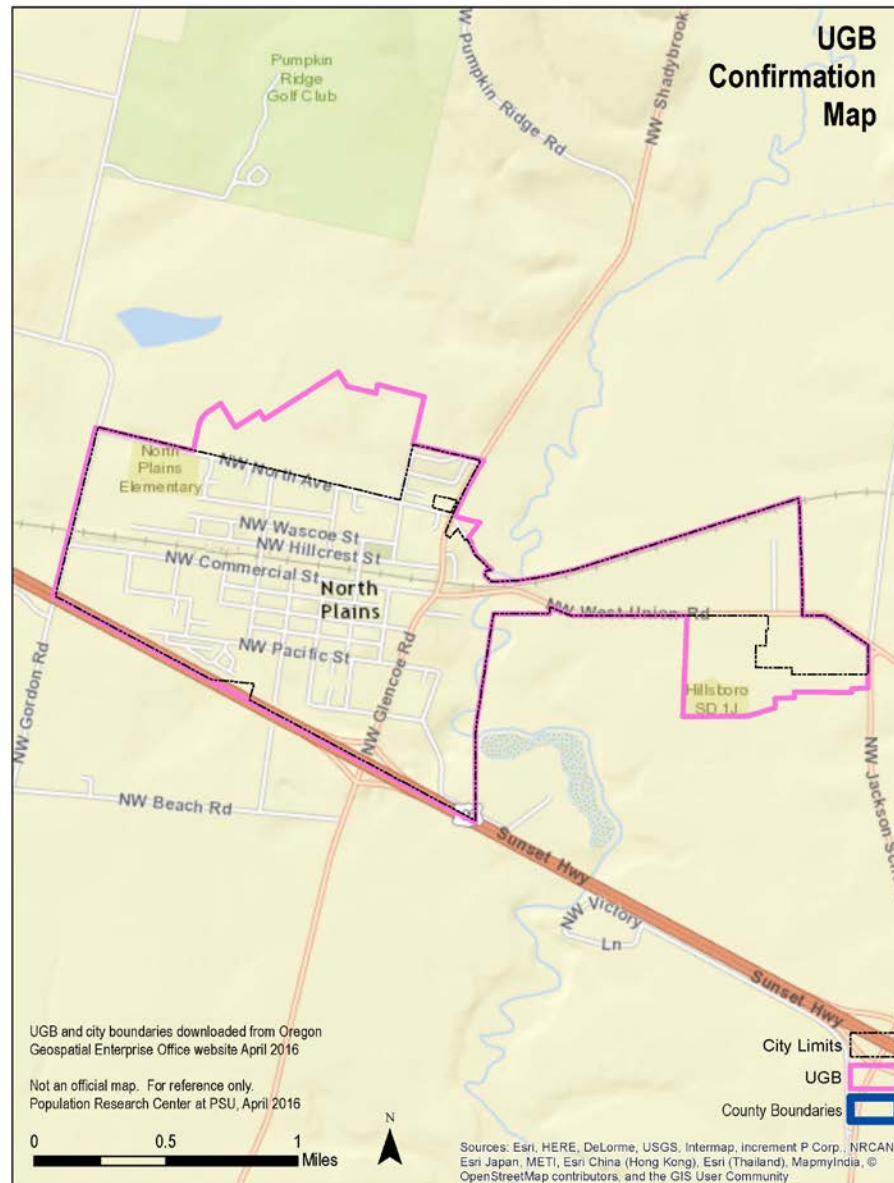 UGB
Confirmation
Map
Pumpkin
Ridge
Golf Club
NW Pumpkin Ridge Rd
NW Shadybrook
North
Plains
Elementary
NW North Ave
NW Wascoe St
NW Hillcrest St
NW Commercial St
North
Plains
NW West Union Rd
NW Pacific St
Hillsboro
SD 1J
NW Gordon Rd
NW Glencoe Rd
NW Jackson
NW Beach Rd
Sunset Hwy
NW Victory
Ln
Sunset Hwy
UGB and city boundaries downloaded from Oregon
Geospatial Enterprise Office website April 2016
Not an official map. For reference only.
Population Research Center at PSU, April 2016
City Limits
UGB
County Boundaries
N
0 0.5 1
Miles
Sources: Esri, HERE, DeLorme, USGS, Intermap, increment P Corp., NRCAN,
Esri Japan, METI, Esri China (Hong Kong), Esri (Thailand), MapmyIndia, ©
OpenStreetMap contributors, and the GIS User Community